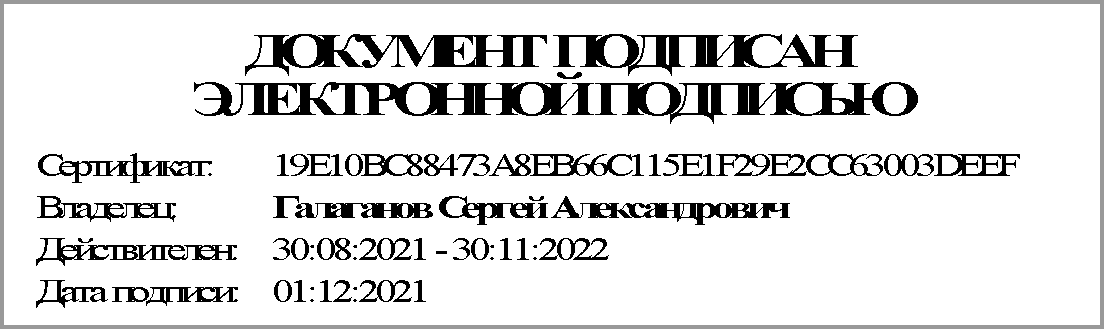 ДОКУМЕНТ ПОДПИСАН
ЭЛЕКТРОННОЙ ПОДПИСЬЮ
Сертификат: 19E10BC88473A8EB66C115E1F29E2CC63003DEEF
Владелец: Галаганов Сергей Александрович
Действителен: 30:08:2021 - 30:11:2022
Дата подписи: 01:12:2021